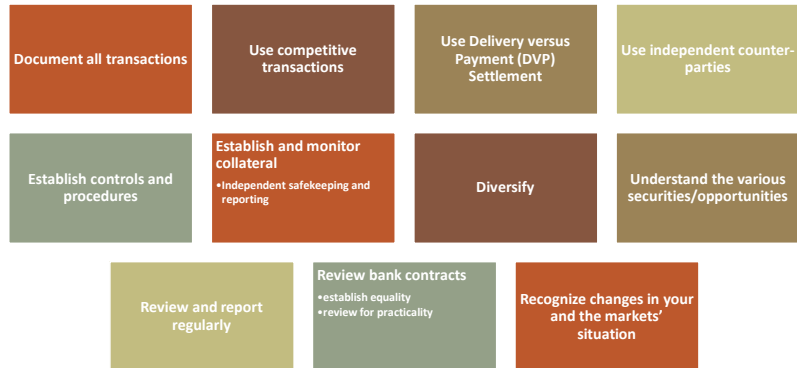 Document all transactions
Use competitive
transactions
Use Delivery versus
Payment (DVP)
Settlement
Use independent counter-
parties
Establish controls and
procedures
Establish and monitor
collateral
•Independent safekeeping and
reporting
Diversify
Understand the various
securities/opportunities
Review and report
regularly
Review bank contracts
•establish equality
•review for practicality
Recognize changes in your
and the markets’
situation